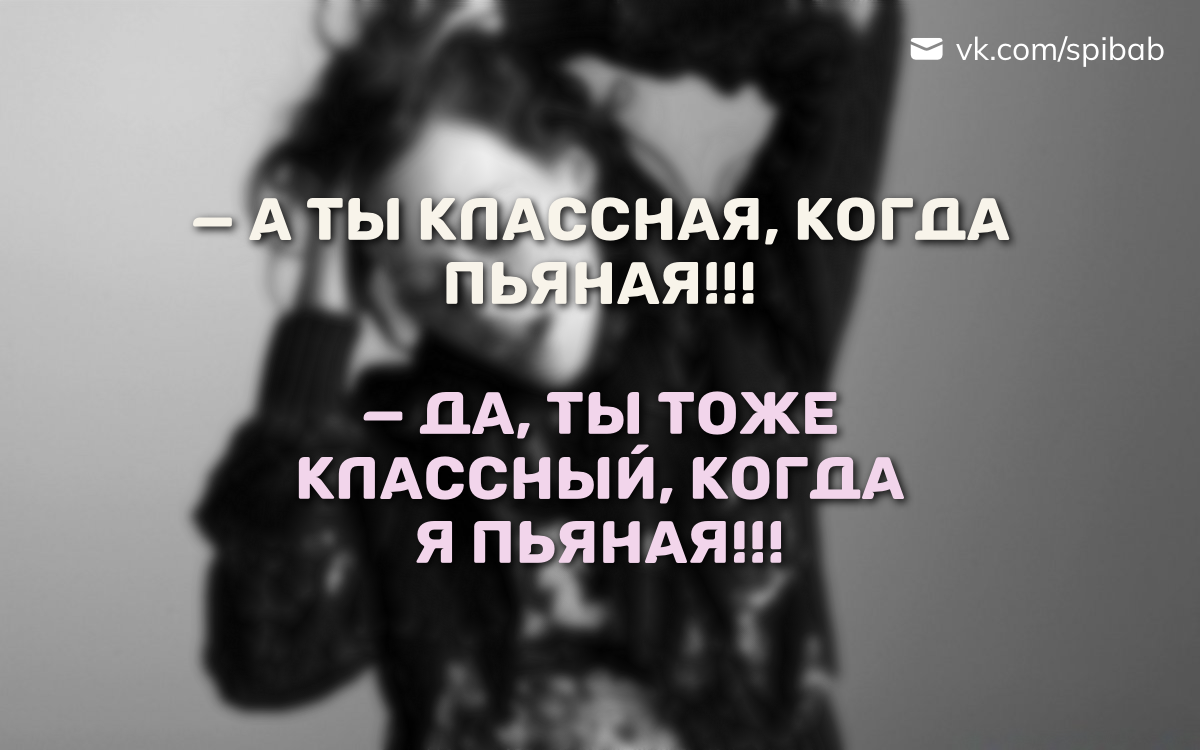 vk.com/spibab
– А ТЫ КЛАССНАЯ, КОГДА
ПЬЯНАЯ!!!
– ДА, ТЫ ТОЖЕ
КЛАССНЫЙ, КОГДА
Я ПЬЯНАЯ!!!